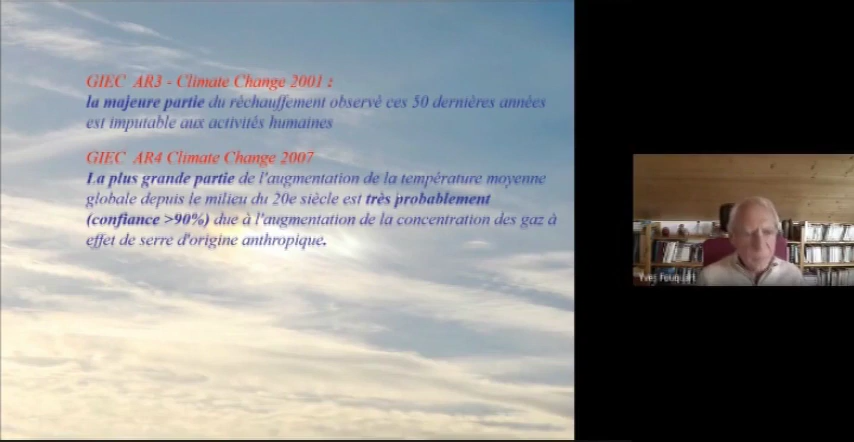 GIEC AR3 - Climate Change 2001 :
la majeure partie du réchauffement observé ces 50 dernières années
est imputable aux activités humaines
GIEC AR4 Climate Change 2007
La plus grande partie de l'augmentation de la température moyenne
globale depuis le milieu du 20e siècle est très probablement
(confiance >90%) due à l'augmentation de la concentration des gaz à
effet de serre d'origine anthropique.
Yves Fouquart